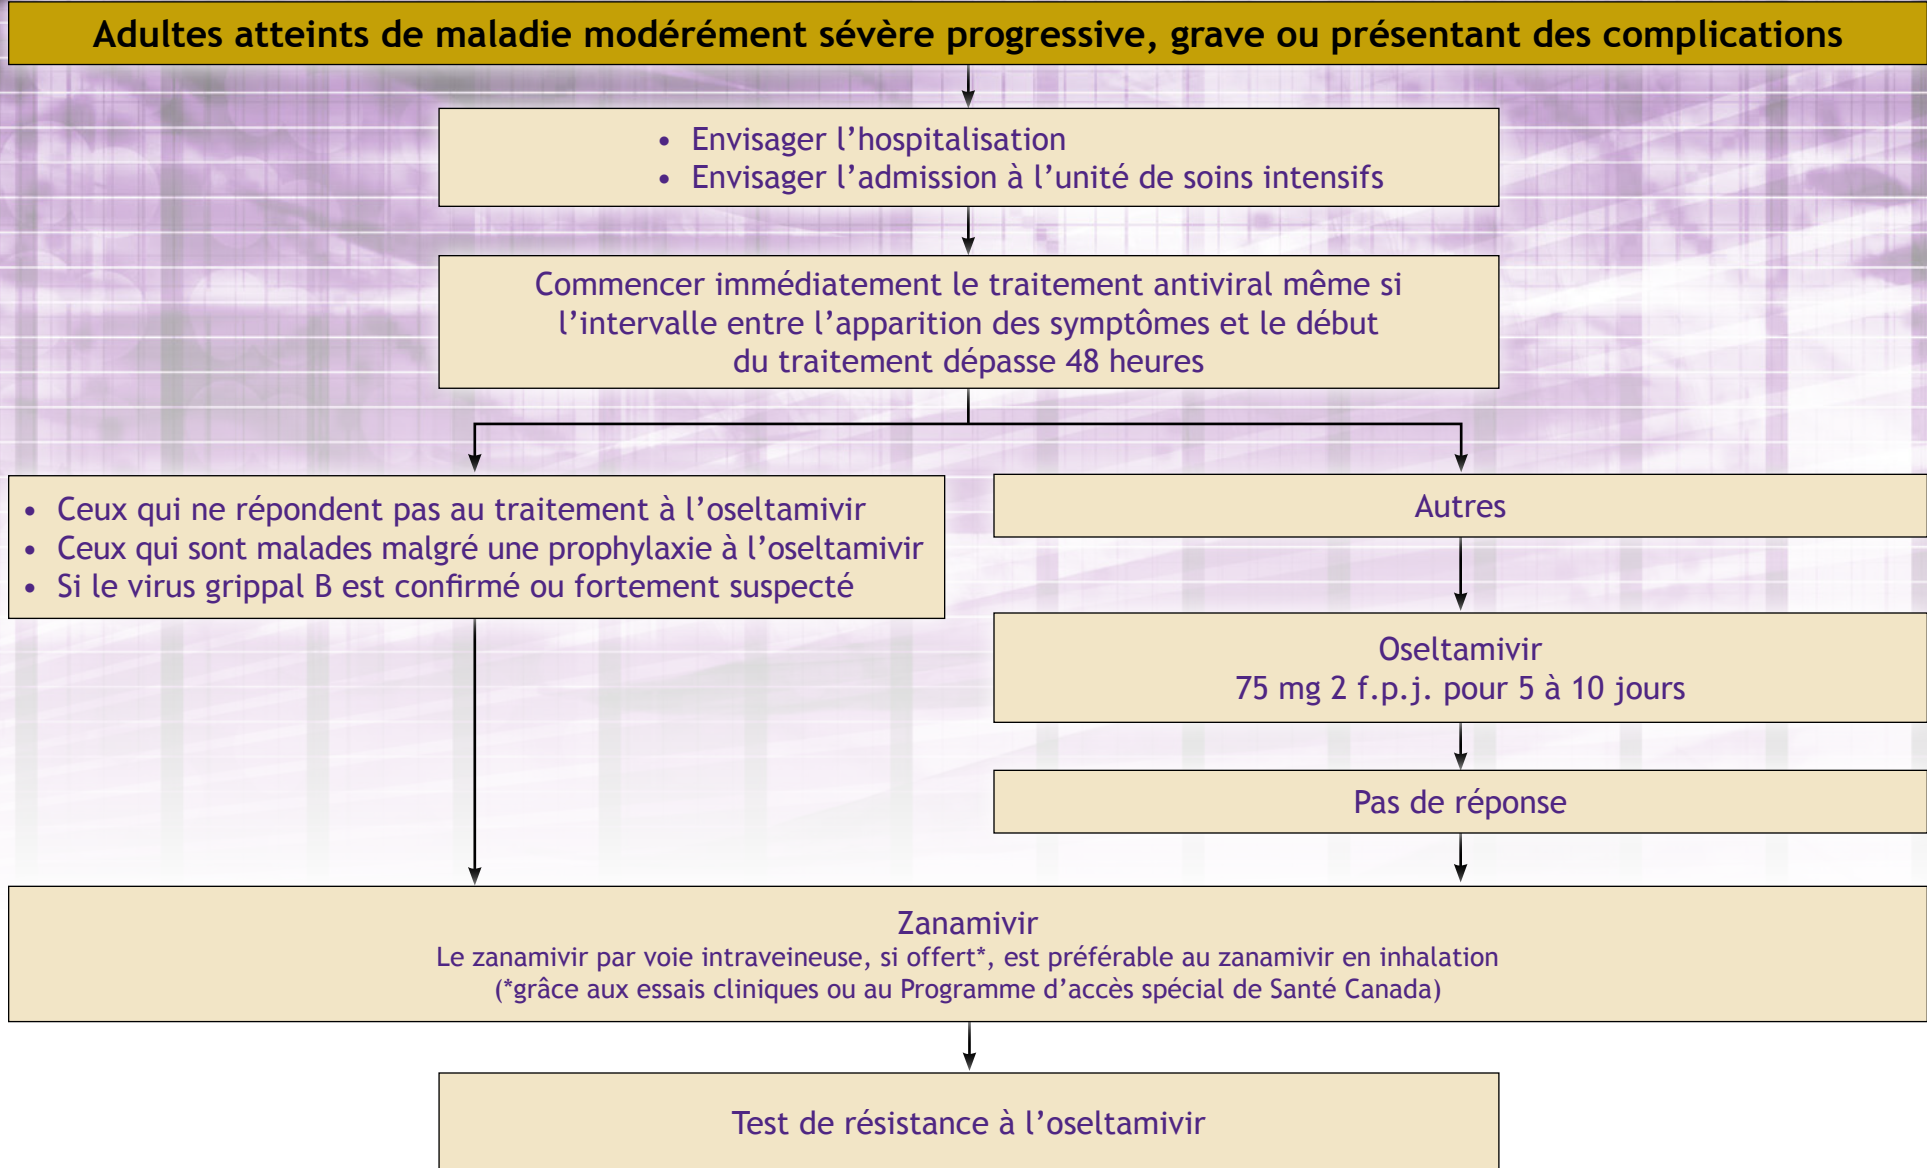 Adultes atteints de maladie modérément sévère progressive, grave ou présentant des complications
• Envisager l’hospitalisation
• Envisager l’admission à l’unité de soins intensifs
Commencer immédiatement le traitement antiviral même si
l’intervalle entre l’apparition des symptômes et le début
du traitement dépasse 48 heures
• Ceux qui ne répondent pas au traitement à l’oseltamivir
• Ceux qui sont malades malgré une prophylaxie à l’oseltamivir
• Si le virus grippal B est confirmé ou fortement suspecté
Autres
Oseltamivir
75 mg 2 f.p.j. pour 5 à 10 jours
Pas de réponse
Zanamivir
Le zanamivir par voie intraveineuse, si offert*, est préférable au zanamivir en inhalation
(*grâce aux essais cliniques ou au Programme d’accès spécial de Santé Canada)
Test de résistance à l’oseltamivir